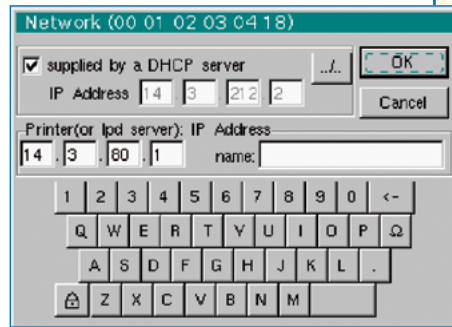 Network (00 01 02 03 04 18)
supplied by a DHCP server ../.. OK
IP Address 14 . 3 . 212 . 2 Cancel
Printer(or lpd server): IP Address
14 . 3 . 80 . 1 name:
1 2 3 4 5 6 7 8 9 0 <-
Q W E R T Y U I O P Ω
A S D F G H J K L .
Z X C V B N M